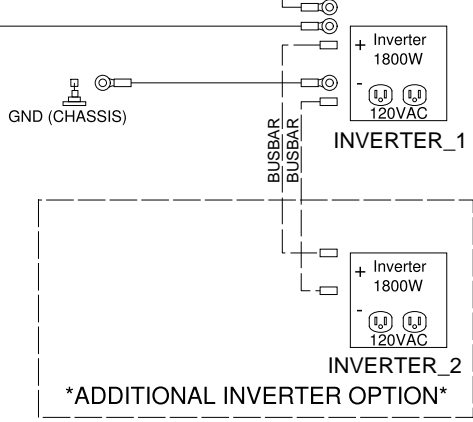 + Inverter
1800W
-
120VAC
INVERTER_1
GND (CHASSIS)
BUSBAR
BUSBAR
+ Inverter
1800W
-
120VAC
INVERTER_2
*ADDITIONAL INVERTER OPTION*